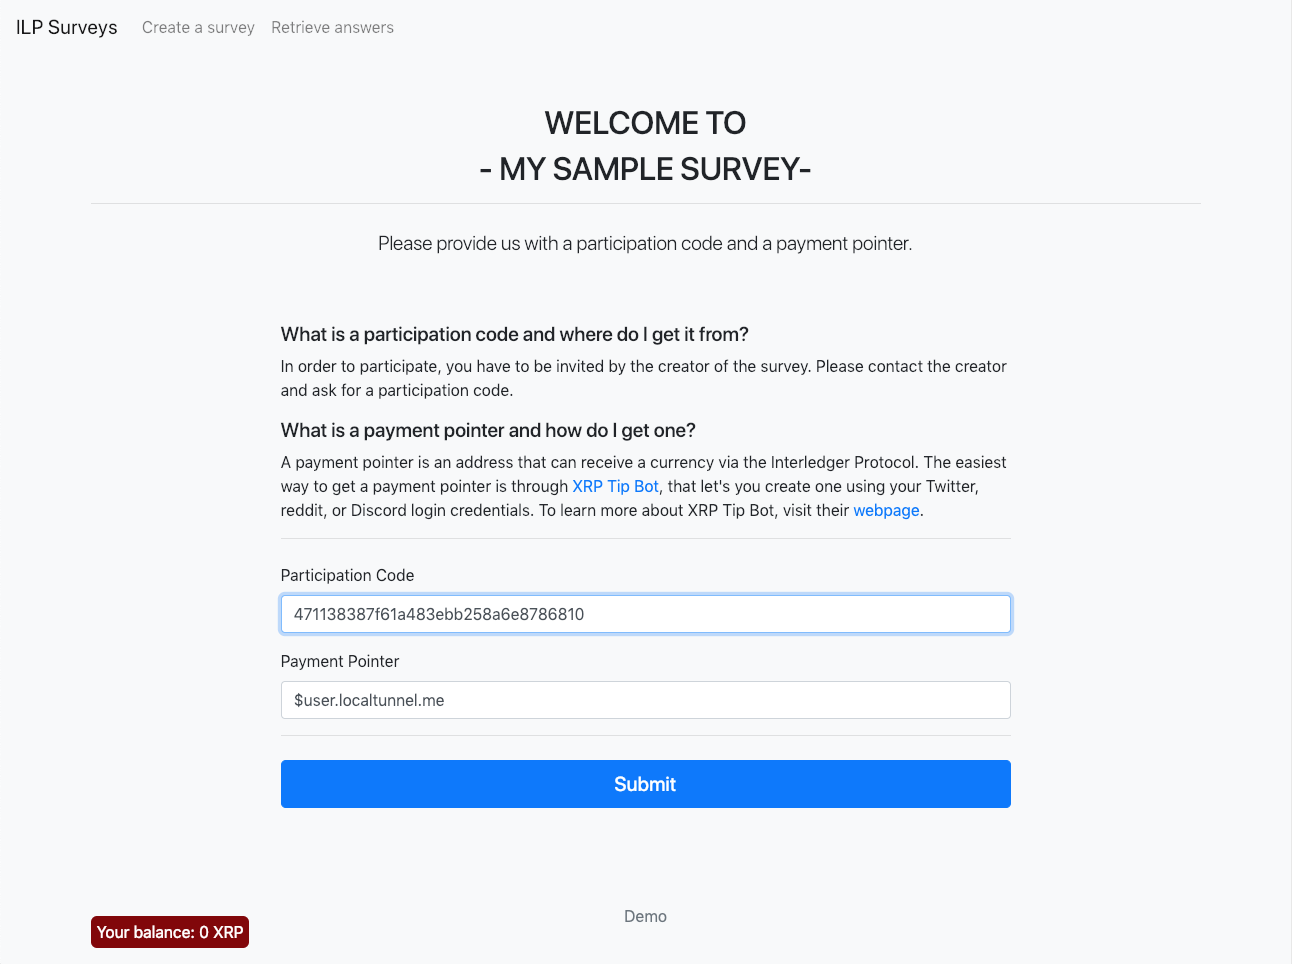 ILP Surveys Create a survey Retrieve answers
WELCOME TO
- MY SAMPLE SURVEY-
Please provide us with a participation code and a payment pointer.
What is a participation code and where do I get it from?
In order to participate, you have to be invited by the creator of the survey. Please contact the creator
and ask for a participation code.
What is a payment pointer and how do I get one?
A payment pointer is an address that can receive a currency via the Interledger Protocol. The easiest
way to get a payment pointer is through XRP Tip Bot, that let's you create one using your Twitter,
reddit, or Discord login credentials. To learn more about XRP Tip Bot, visit their webpage.
Participation Code
471138387f61a483ebb258a6e8786810
Payment Pointer
$user.localtunnel.me
Submit
Demo
Your balance: 0 XRP